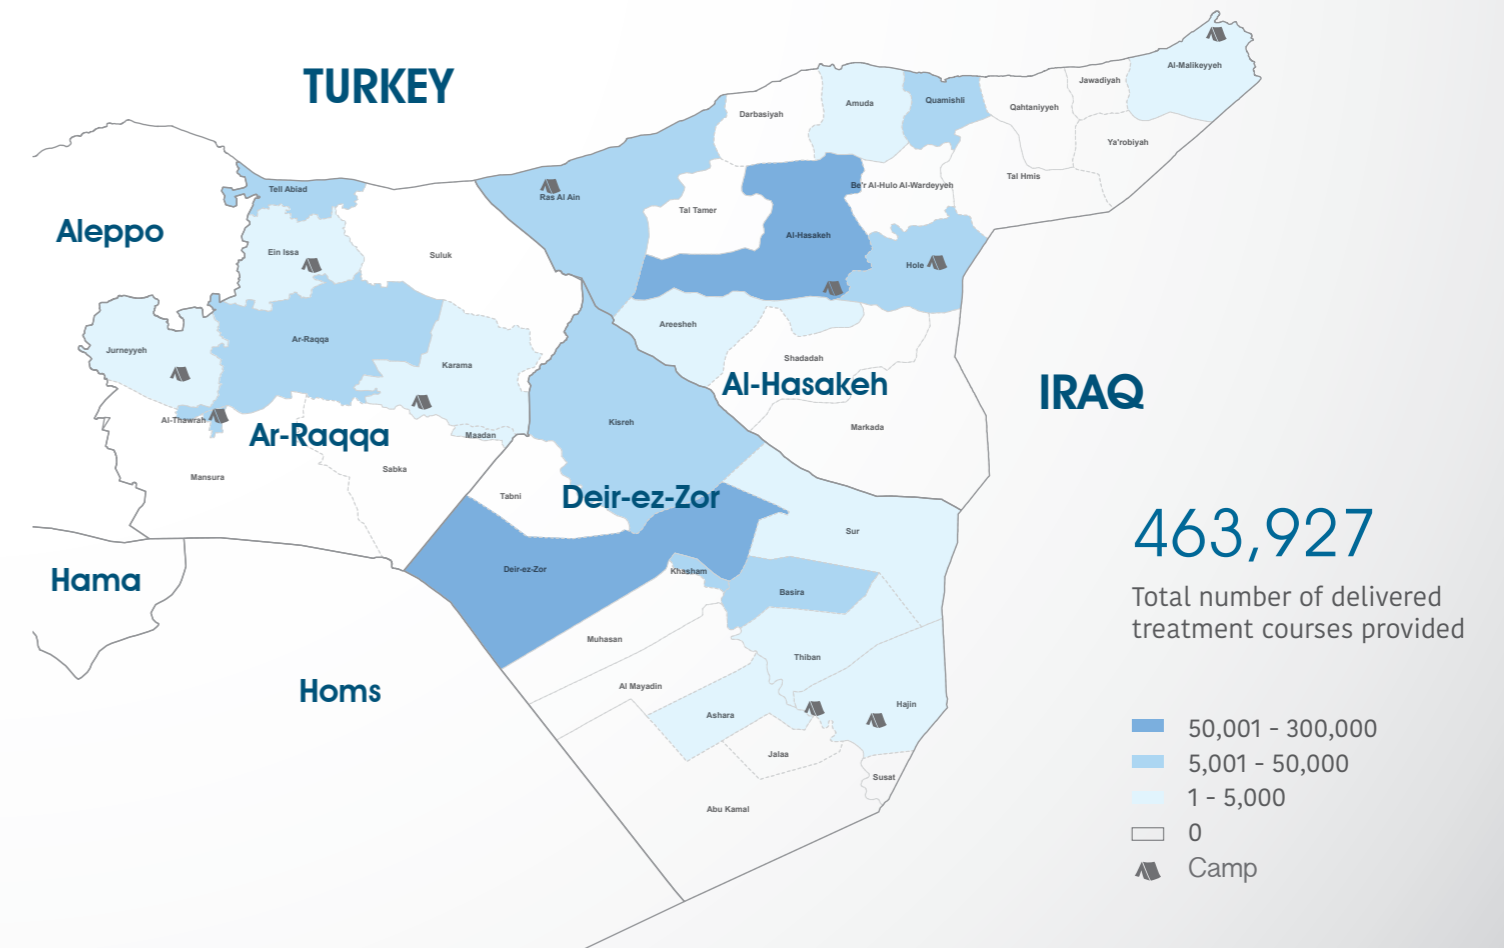 TURKEY
Al-Malikeyyeh
Jawadiyah
Amuda
Quamishli
Qahtaniyyeh
Darbasiyah
Ya'robiyah
Tal Hmis
Be'r Al-Hulo Al-Wardeyyeh
Tell Abiad
Ras Al Ain
Tal Tamer
Aleppo
Al-Hasakeh
Ein Issa
Suluk
Hole
Areesheh
Ar-Raqqa
Jurneyyeh
Karama
Shadadah
Al-Hasakeh
IRAQ
Al-Thawrah
Ar-Raqqa
Maadan
Kisreh
Markada
Sabka
Mansura
Tabni
Deir-ez-Zor
Sur
463,927
Total number of delivered
treatment courses provided
Hama
Deir-ez-Zor
Khasham
Basira
Muhasan
Thiban
Homs
Al Mayadin
Ashara
Hajin
Jalaa
Susat
Abu Kamal
50,001 - 300,000
5,001 - 50,000
1 - 5,000
0
Camp